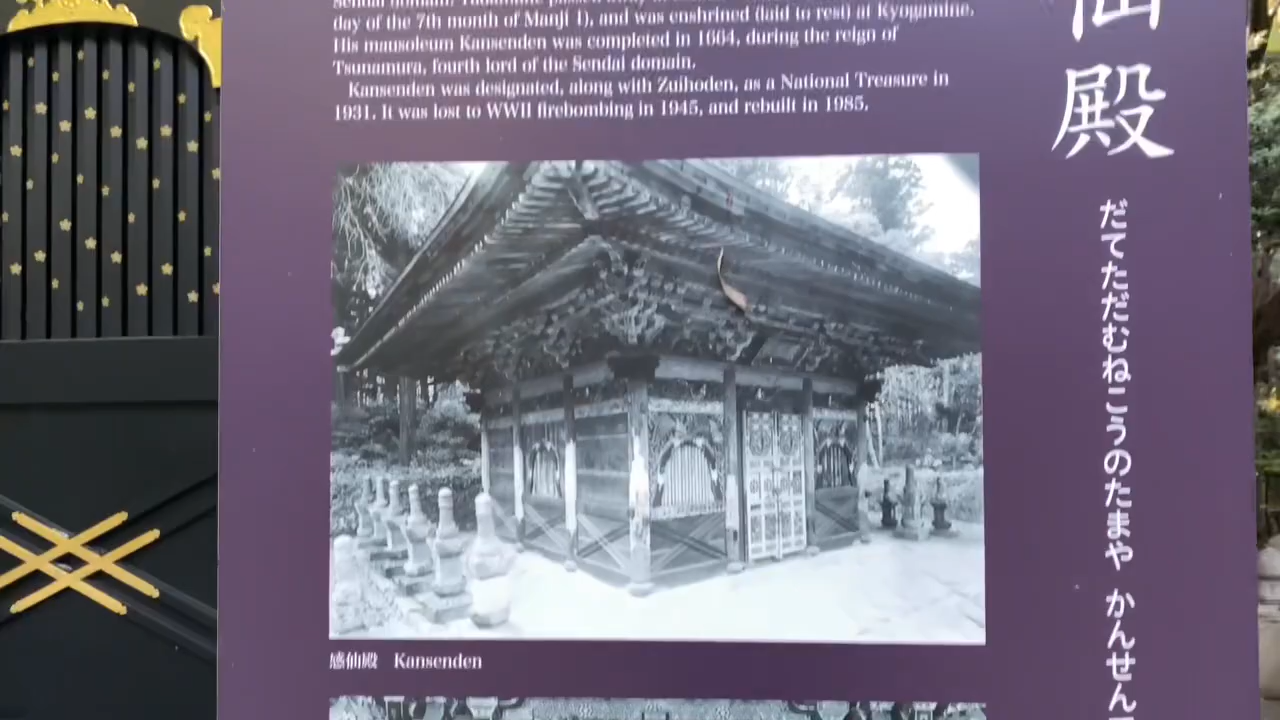 day of the 7th month of Manji 1), and was enshrined (laid to rest) at Kyogamine.
His mausoleum Kansenden was completed in 1664, during the reign of
Tsunamura, fourth lord of the Sendai domain.
Kansenden was designated, along with Zuihoden, as a National Treasure in
1931. It was lost to WWII firebombing in 1945, and rebuilt in 1985.
仙殿
だてただむねこうのたまや かんせん
感仙殿 Kansenden